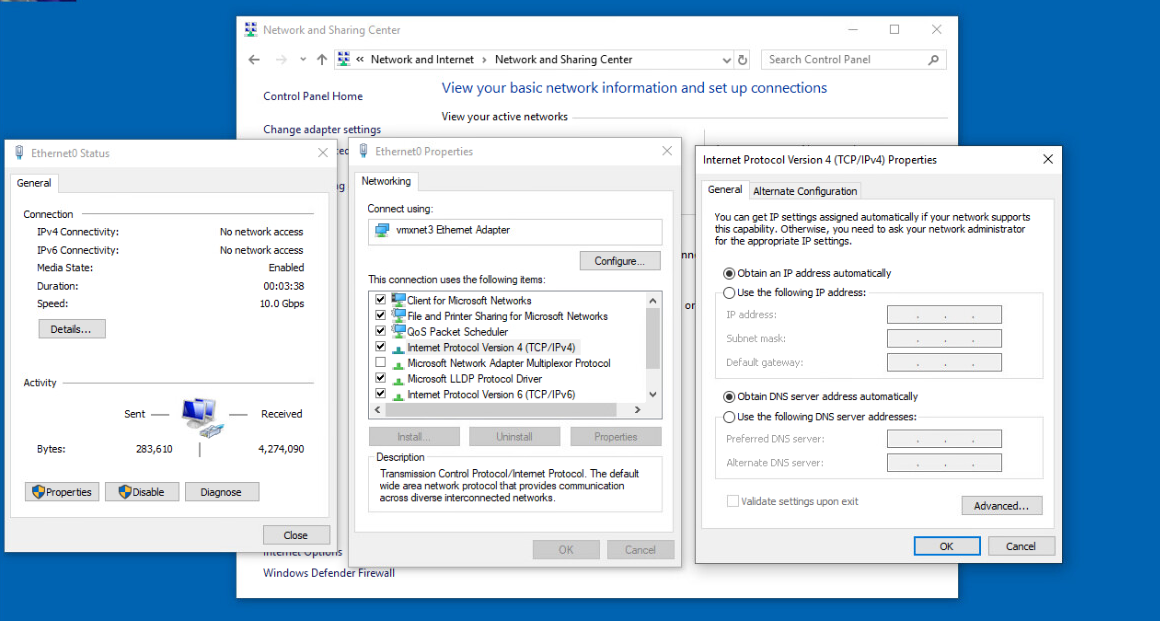 Network and Sharing Center
« Network and Internet › Network and Sharing Center
Search Control Panel
Control Panel Home
Change adapter settings
View your basic network information and set up connections
View your active networks
Internet Options
Windows Defender Firewall
Ethernet0 Status
General
Connection
IPv4 Connectivity: No network access
IPv6 Connectivity: No network access
Media State: Enabled
Duration: 00:03:38
Speed: 10.0 Gbps
Details...
Activity
Sent Received
Bytes: 283,610 4,274,090
Properties Disable Diagnose
Close
Ethernet0 Properties
Networking
Connect using:
vmxnet3 Ethernet Adapter
Configure...
This connection uses the following items:
Client for Microsoft Networks
File and Printer Sharing for Microsoft Networks
QoS Packet Scheduler
Internet Protocol Version 4 (TCP/IPv4)
Microsoft Network Adapter Multiplexor Protocol
Microsoft LLDP Protocol Driver
Internet Protocol Version 6 (TCP/IPv6)
Install... Uninstall Properties
Description
Transmission Control Protocol/Internet Protocol. The default
wide area network protocol that provides communication
across diverse interconnected networks.
OK Cancel
Internet Protocol Version 4 (TCP/IPv4) Properties
General Alternate Configuration
You can get IP settings assigned automatically if your network supports
this capability. Otherwise, you need to ask your network administrator
for the appropriate IP settings.
Obtain an IP address automatically
Use the following IP address:
IP address:
Subnet mask:
Default gateway:
Obtain DNS server address automatically
Use the following DNS server addresses:
Preferred DNS server:
Alternate DNS server:
Validate settings upon exit
Advanced...
OK Cancel